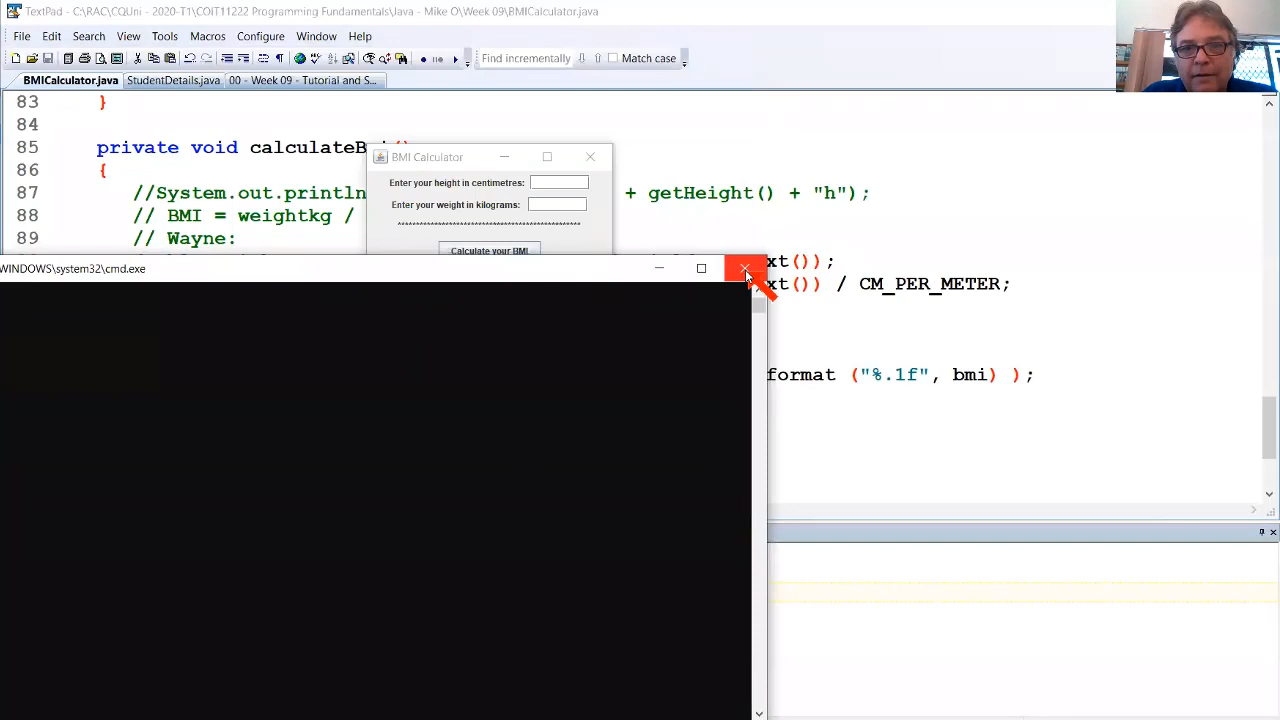 TextPad - C:\RAC\CQUni - 2020-T1\COIT11222 Programming Fundamentals\Java - Mike O\Week 09\BMICalculator.java
File Edit Search View Tools Macros Configure Window Help
Find incrementally Match case
BMICalculator.java StudentDetails.java 00 - Week 09 - Tutorial and S...
83 }
84
85 private void calculateB
BMI Calculator
86 {
Enter your height in centimetres:
87 //System.out.println + getHeight() + "h");
Enter your weight in kilograms:
88 // BMI = weightkg /
************************************************
89 // Wayne:
Calculate your BMI
xt());
WINDOWS\system32\cmd.exe
xt()) / CM_PER_METER;
format ("%.1f", bmi) );